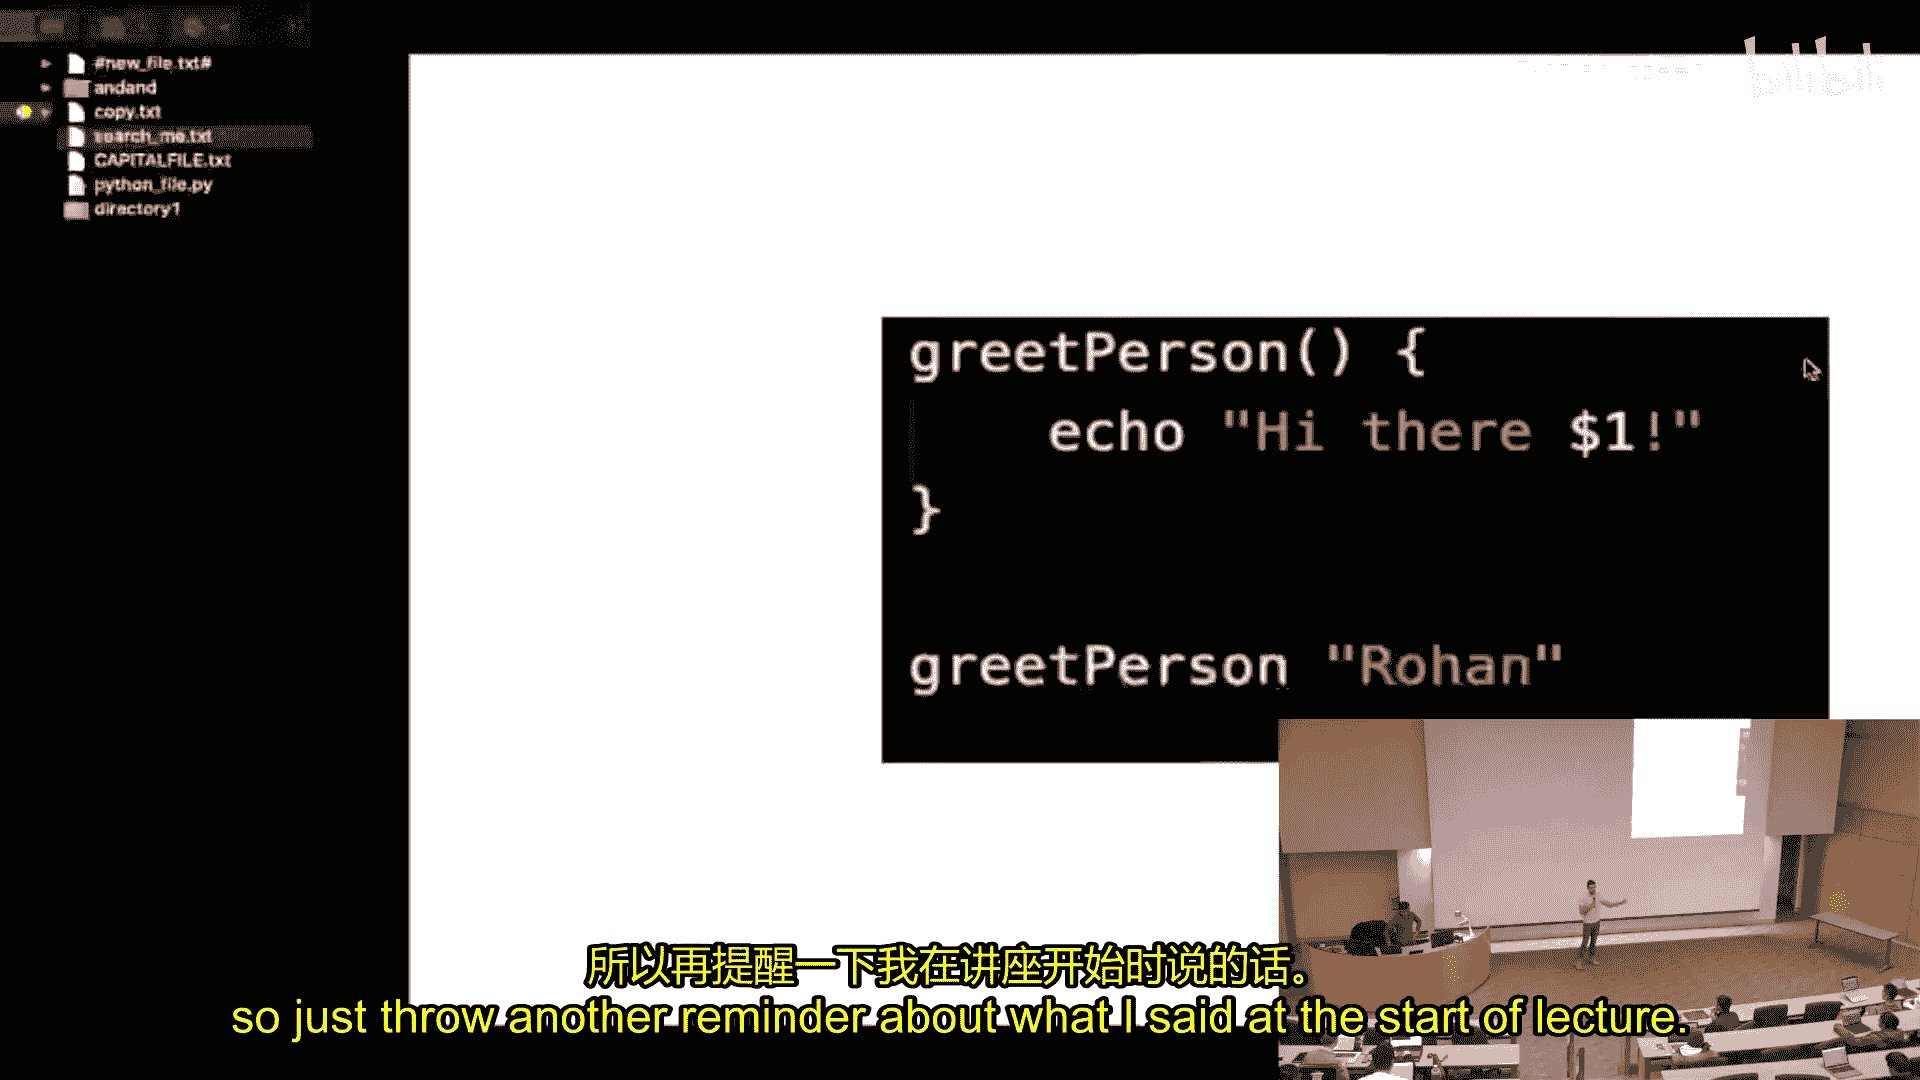 #new_file.txt#
andand
copy.txt
search_me.txt
CAPITALFILE.txt
python_file.py
directory1
bilibili
greetPerson() {
echo "Hi there $1!"
}
greetPerson "Rohan"
所以再提醒一下我在讲座开始时说的话。
so just throw another reminder about what I said at the start of lecture.